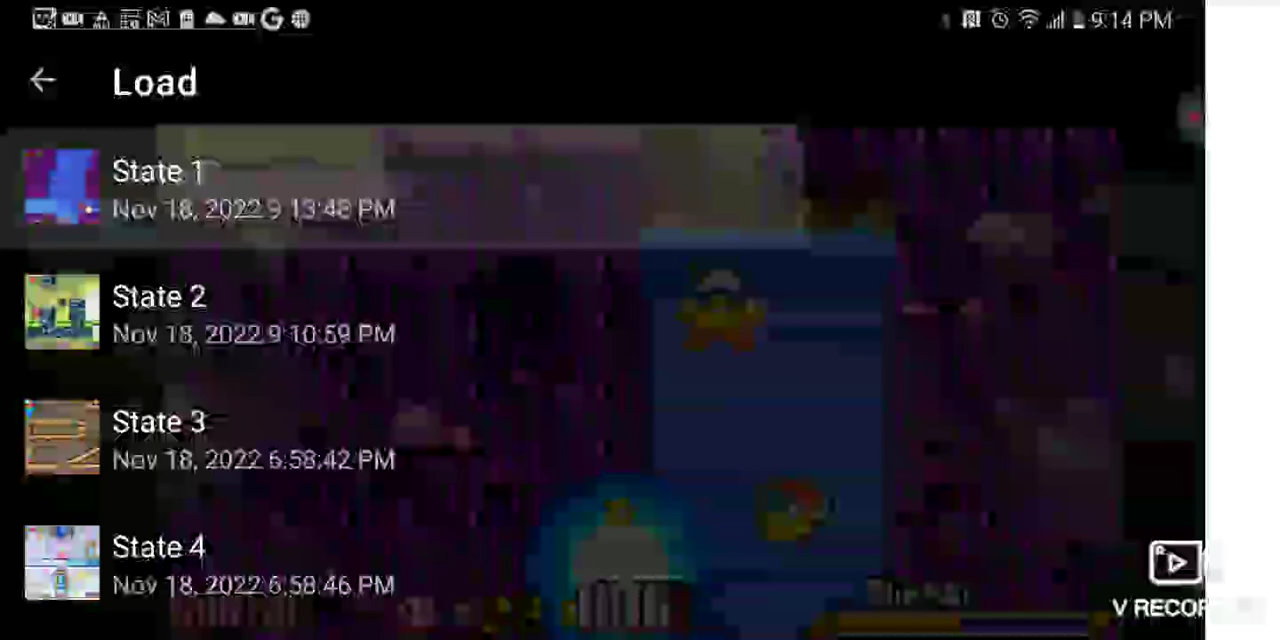 9:14 PM
Load
State 1
Nov 18, 2022 9:13:48 PM
State 2
Nov 18, 2022 9:10:59 PM
State 3
Nov 18, 2022 6:58:42 PM
State 4
Nov 18, 2022 6:58:46 PM
V RECOR